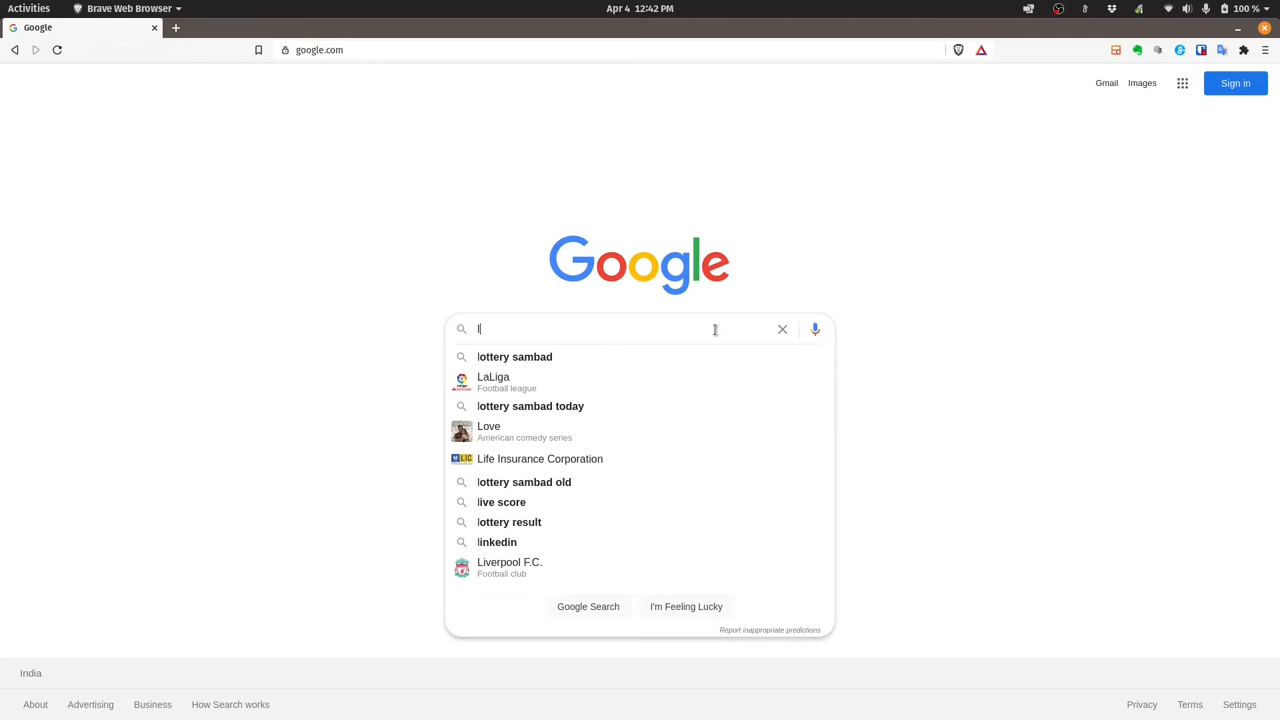 Activities Brave Web Browser Apr 4 12:42 PM 100 %
Google
google.com
Gmail Images Sign in
Google
l
lottery sambad
LaLiga
Football league
lottery sambad today
Love
American comedy series
LIC Life Insurance Corporation
lottery sambad old
live score
lottery result
linkedin
Liverpool F.C.
Football club
Google Search I'm Feeling Lucky
Report inappropriate predictions
India
About Advertising Business How Search works Privacy Terms Settings